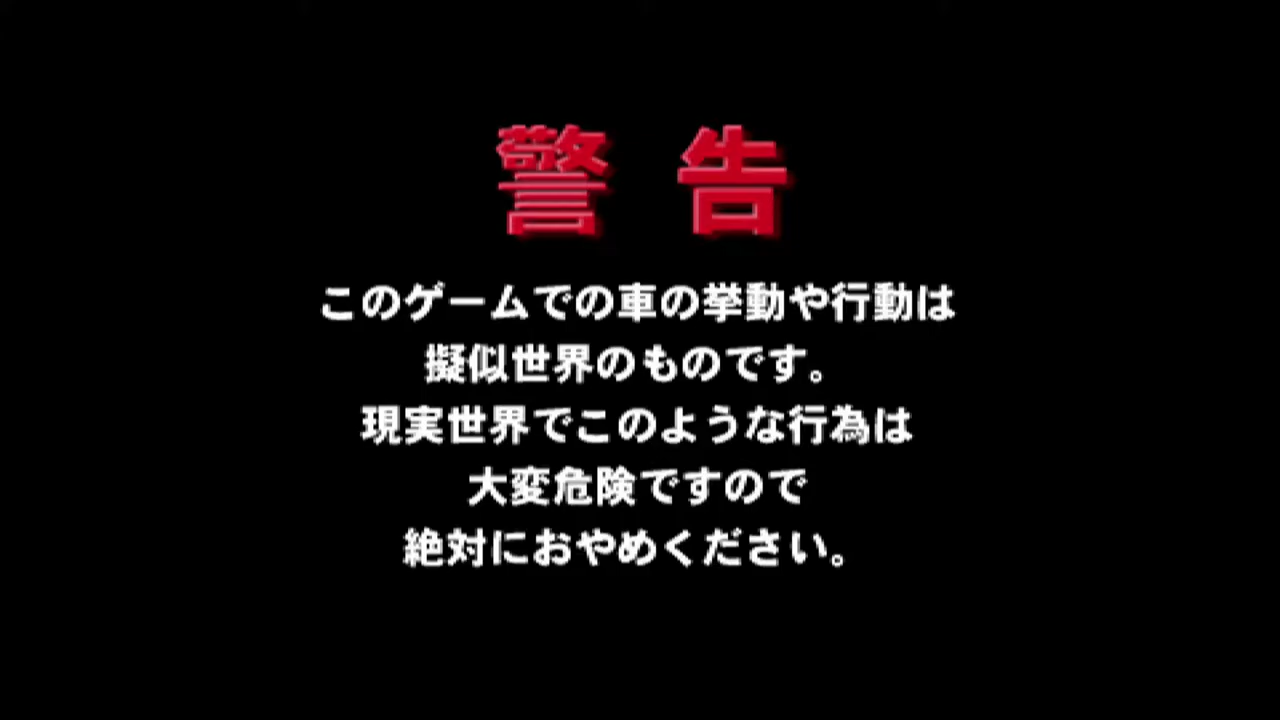 警告
このゲームでの車の挙動や行動は
擬似世界のものです。
現実世界でこのような行為は
大変危険ですので
絶対におやめください。